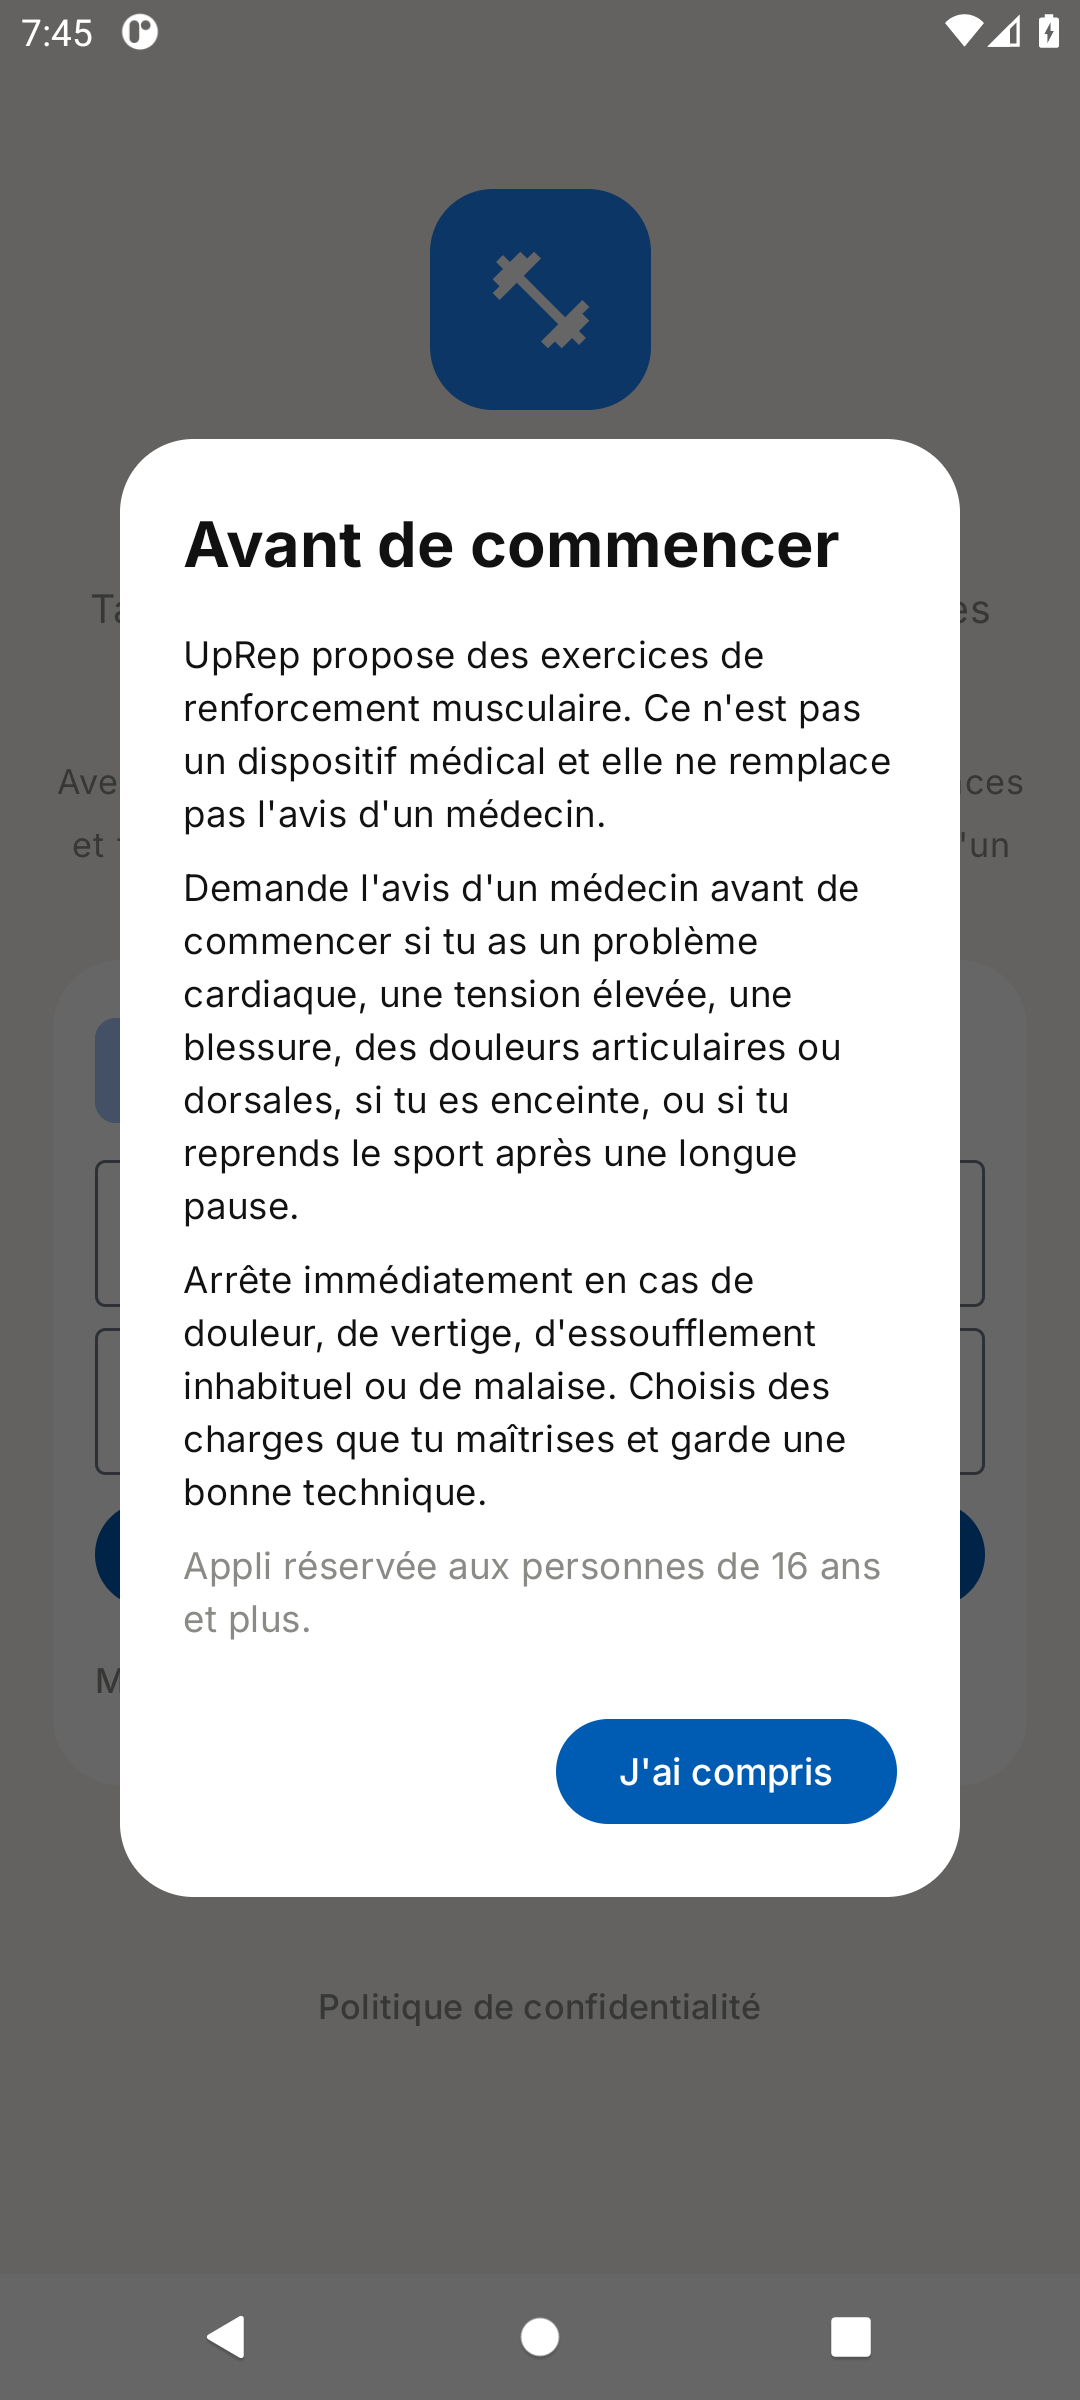 7:45
Avant de commencer
UpRep propose des exercices de
renforcement musculaire. Ce n'est pas
un dispositif médical et elle ne remplace
pas l'avis d'un médecin.
Demande l'avis d'un médecin avant de
commencer si tu as un problème
cardiaque, une tension élevée, une
blessure, des douleurs articulaires ou
dorsales, si tu es enceinte, ou si tu
reprends le sport après une longue
pause.
Arrête immédiatement en cas de
douleur, de vertige, d'essoufflement
inhabituel ou de malaise. Choisis des
charges que tu maîtrises et garde une
bonne technique.
Appli réservée aux personnes de 16 ans
et plus.
J'ai compris
et
'un
Politique de confidentialité